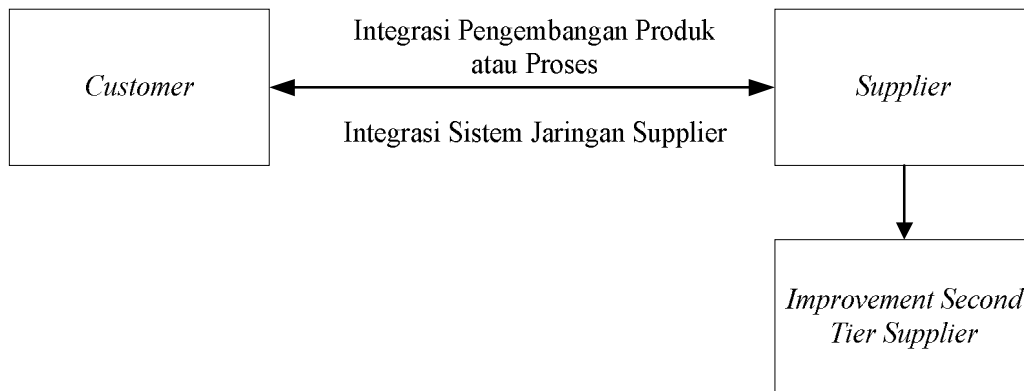 Integrasi Pengembangan Produk
atau Proses
Customer
Supplier
Integrasi Sistem Jaringan Supplier
Improvement Second
Tier Supplier